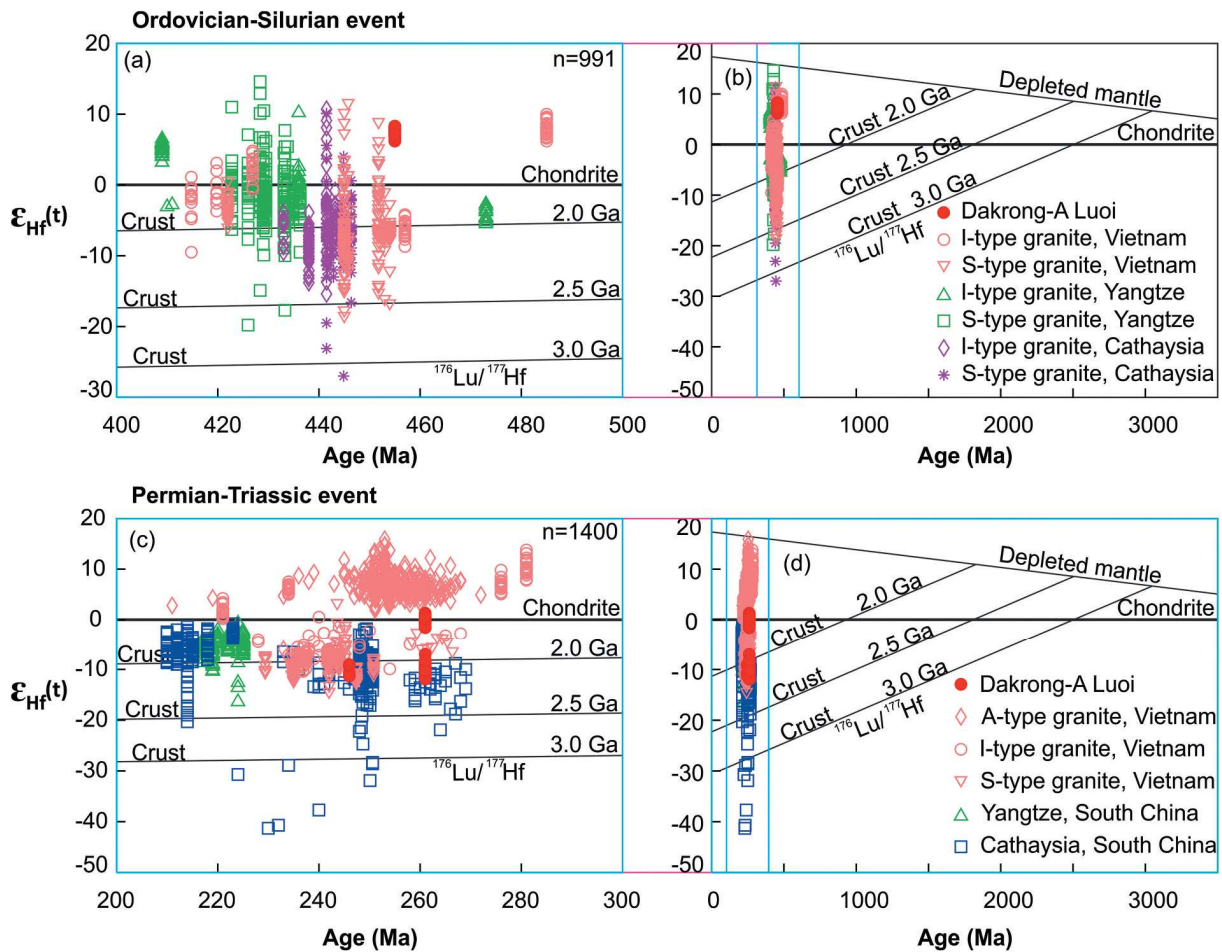 Ordovician-Silurian event
(a)
n=991
20
10
0
-10
-20
-30
εHf(t)
Chondrite
Crust
2.0 Ga
Crust
2.5 Ga
Crust
3.0 Ga
176Lu/177Hf
400 420 440 460 480 500
Age (Ma)
(b)
20
10
0
-10
-20
-30
-40
-50
Depleted mantle
Chondrite
Crust 2.0 Ga
Crust 2.5 Ga
Crust 3.0 Ga
176Lu/177Hf
Dakrong-A Luoi
I-type granite, Vietnam
S-type granite, Vietnam
I-type granite, Yangtze
S-type granite, Yangtze
I-type granite, Cathaysia
S-type granite, Cathaysia
0 1000 2000 3000
Age (Ma)
Permian-Triassic event
(c)
n=1400
20
10
0
-10
-20
-30
-40
-50
εHf(t)
Chondrite
Crust
2.0 Ga
Crust
2.5 Ga
Crust
3.0 Ga
176Lu/177Hf
200 220 240 260 280 300
Age (Ma)
(d)
20
10
0
-10
-20
-30
-40
-50
Depleted mantle
Chondrite
Crust 2.0 Ga
Crust 2.5 Ga
Crust 3.0 Ga
176Lu/177Hf
Dakrong-A Luoi
A-type granite, Vietnam
I-type granite, Vietnam
S-type granite, Vietnam
Yangtze, South China
Cathaysia, South China
0 1000 2000 3000
Age (Ma)